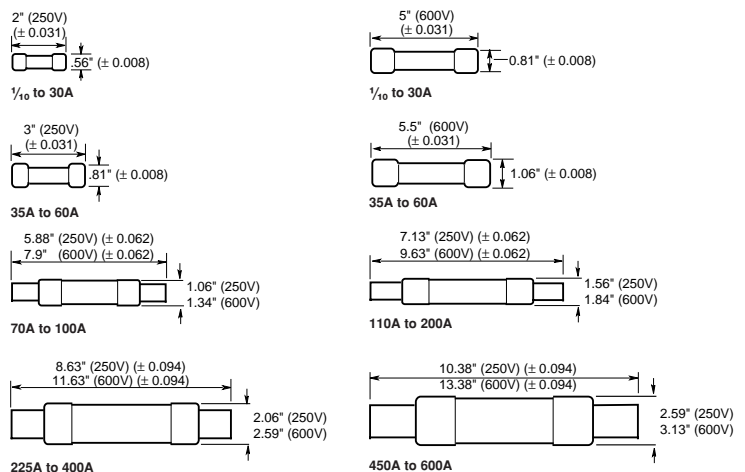 2" (250V)
(± 0.031)
.56" (± 0.008)
1/10 to 30A
5" (600V)
(± 0.031)
0.81" (± 0.008)
1/10 to 30A
3" (250V)
(± 0.031)
.81" (± 0.008)
35A to 60A
5.5" (600V)
(± 0.031)
1.06" (± 0.008)
35A to 60A
5.88" (250V) (± 0.062)
7.9" (600V) (± 0.062)
1.06" (250V)
1.34" (600V)
70A to 100A
7.13" (250V) (± 0.062)
9.63" (600V) (± 0.062)
1.56" (250V)
1.84" (600V)
110A to 200A
8.63" (250V) (± 0.094)
11.63" (600V) (± 0.094)
2.06" (250V)
2.59" (600V)
225A to 400A
10.38" (250V) (± 0.094)
13.38" (600V) (± 0.094)
2.59" (250V)
3.13" (600V)
450A to 600A